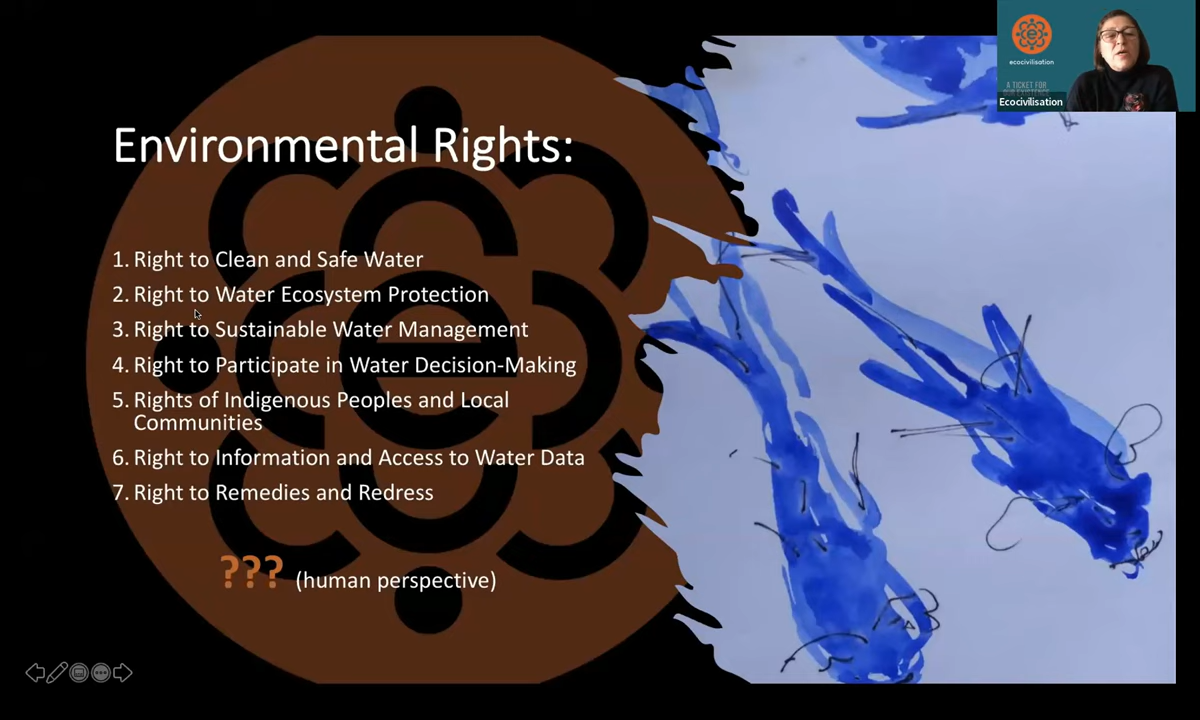 Environmental Rights:
1. Right to Clean and Safe Water
2. Right to Water Ecosystem Protection
3. Right to Sustainable Water Management
4. Right to Participate in Water Decision-Making
5. Rights of Indigenous Peoples and Local
Communities
6. Right to Information and Access to Water Data
7. Right to Remedies and Redress
??? (human perspective)
e
e
ecocivilisation
A TICKET FOR
OUR EXISTENCE
Ecocivilisation